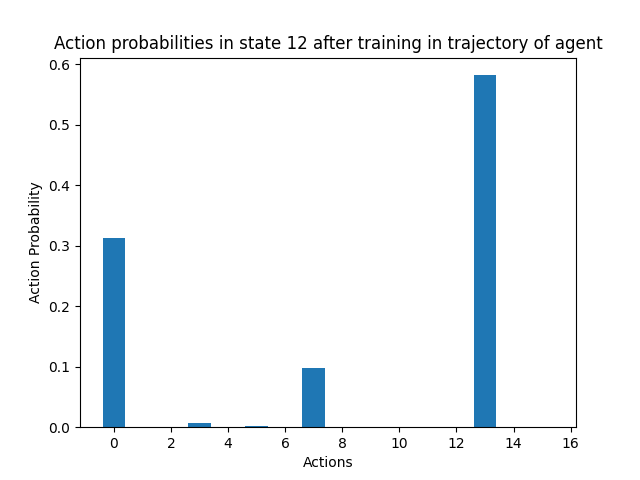 Action probabilities in state 12 after training in trajectory of agent
0.6
0.5
0.4
0.3
0.2
0.1
0.0
Action Probability
0 2 4 6 8 10 12 14 16
Actions